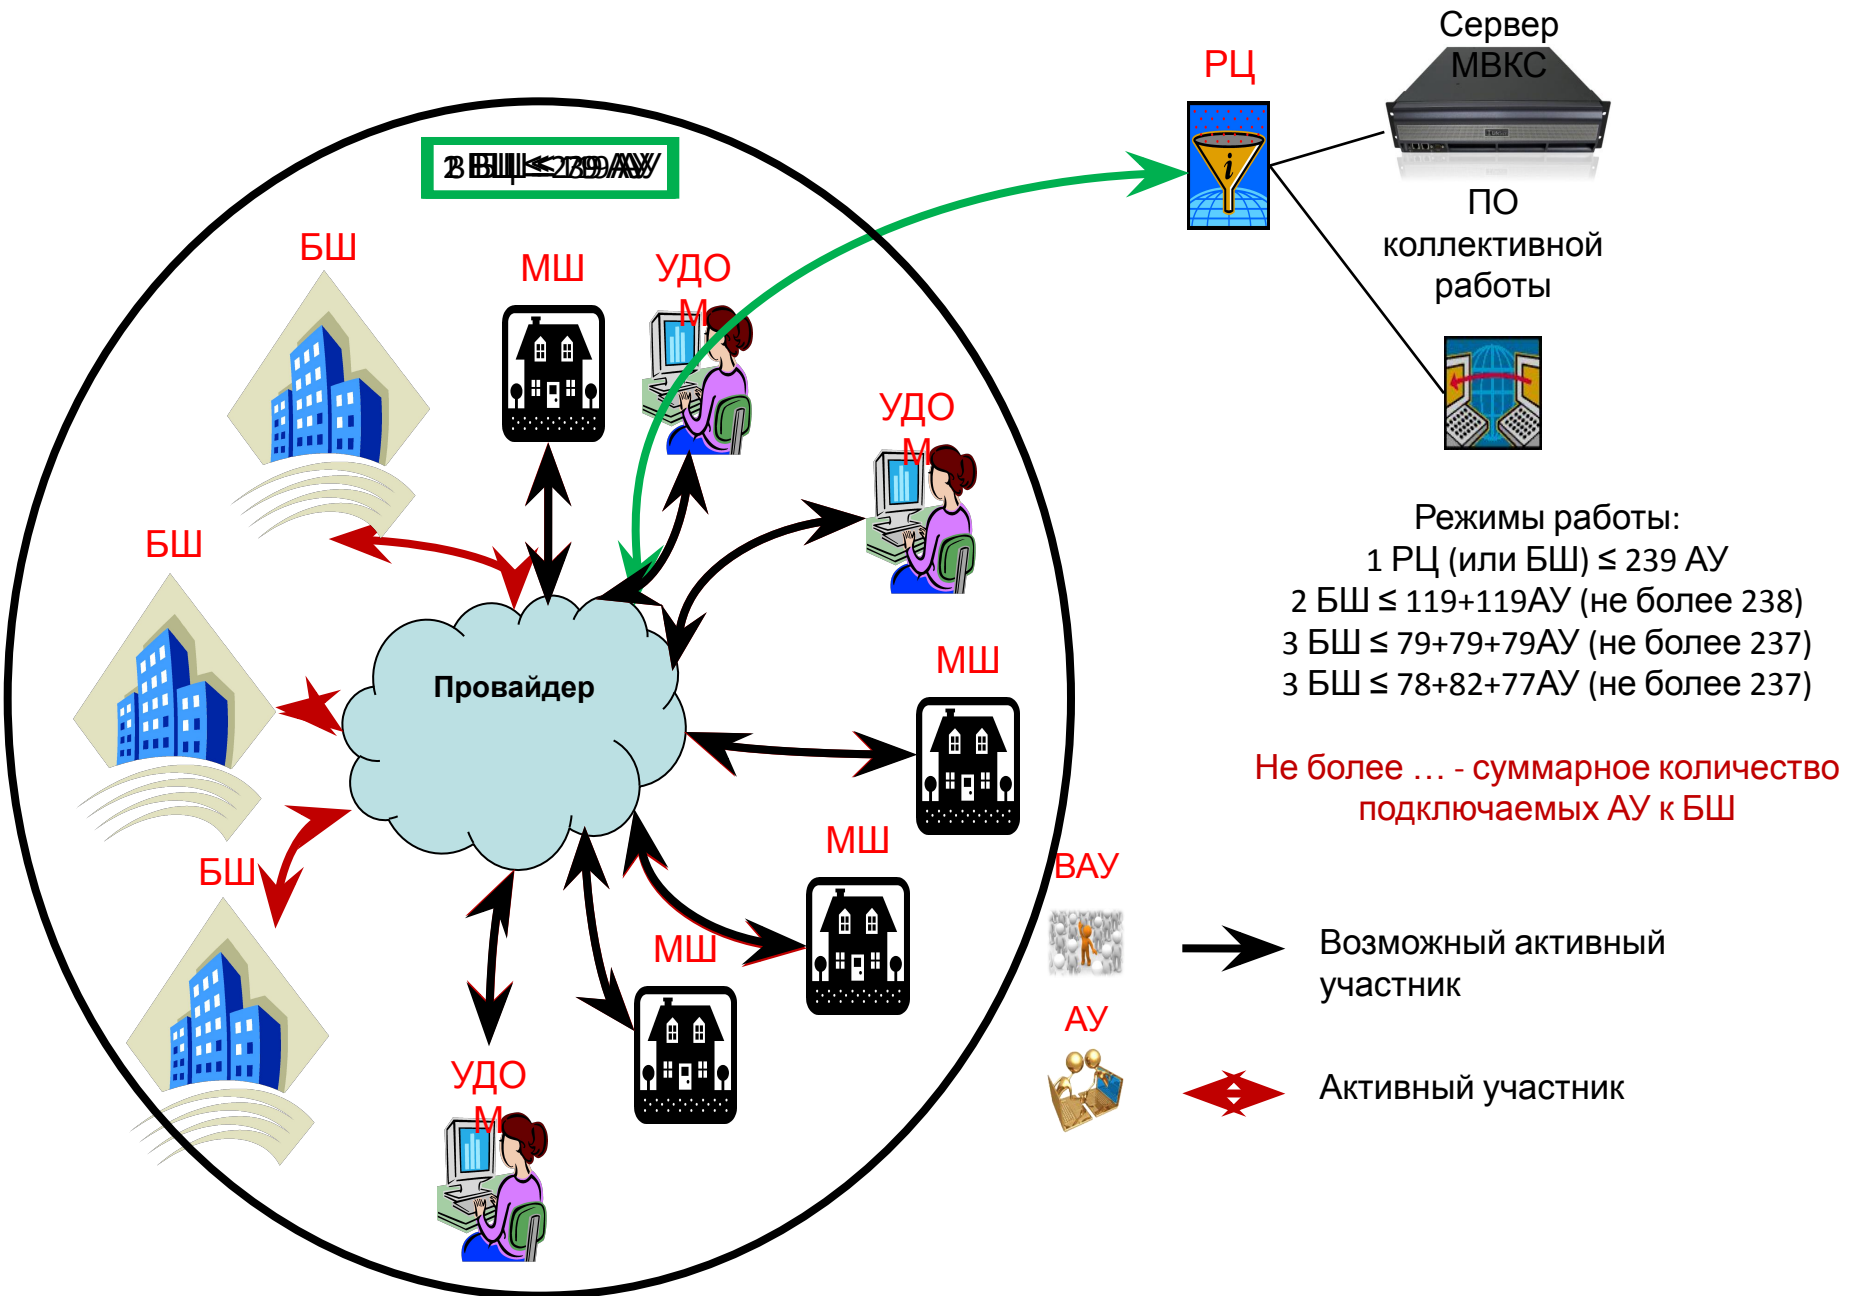 Сервер
МВКС
РЦ
ПО
коллективной
работы
БШ
МШ
УДО
М
УДО
М
БШ
Провайдер
МШ
БШ
МШ
МШ
УДО
М
Режимы работы:
1 РЦ (или БШ) ≤ 239 АУ
2 БШ ≤ 119+119АУ (не более 238)
3 БШ ≤ 79+79+79АУ (не более 237)
3 БШ ≤ 78+82+77АУ (не более 237)
Не более … - суммарное количество
подключаемых АУ к БШ
ВАУ
Возможный активный
участник
АУ
Активный участник